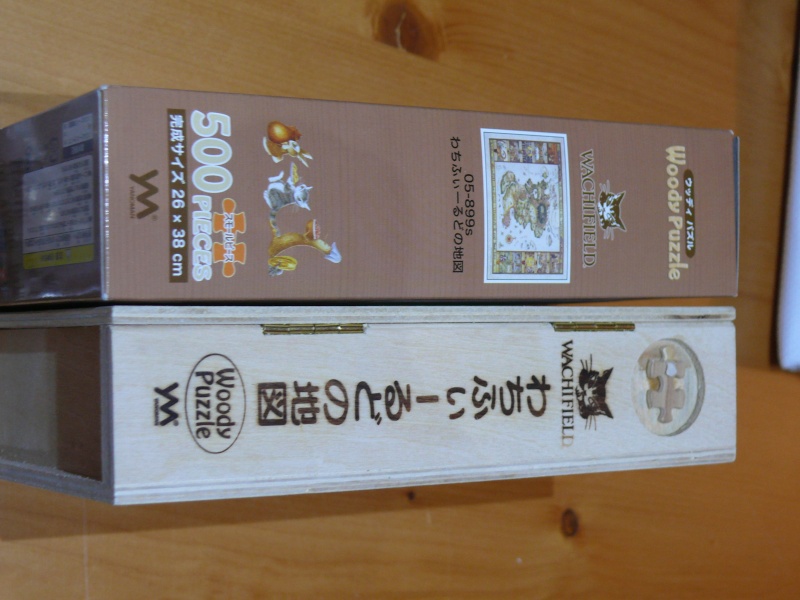 ウッディ パズル
Woody Puzzle
WACHIFIELD
05-899s
わちふぃーるどの地図
スモールピース
500 PIECES
完成サイズ 26 × 38 cm
YANOMAN
WACHIFIELD
わちふぃーるどの地図
Woody
Puzzle